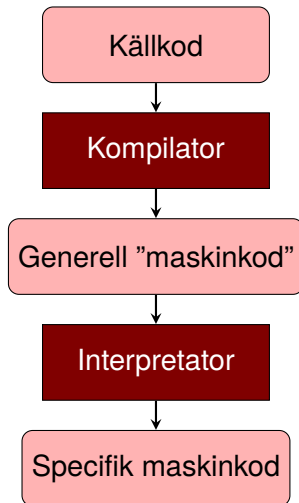 Källkod
Kompilator
Generell ”maskinkod”
Interpretator
Specifik maskinkod